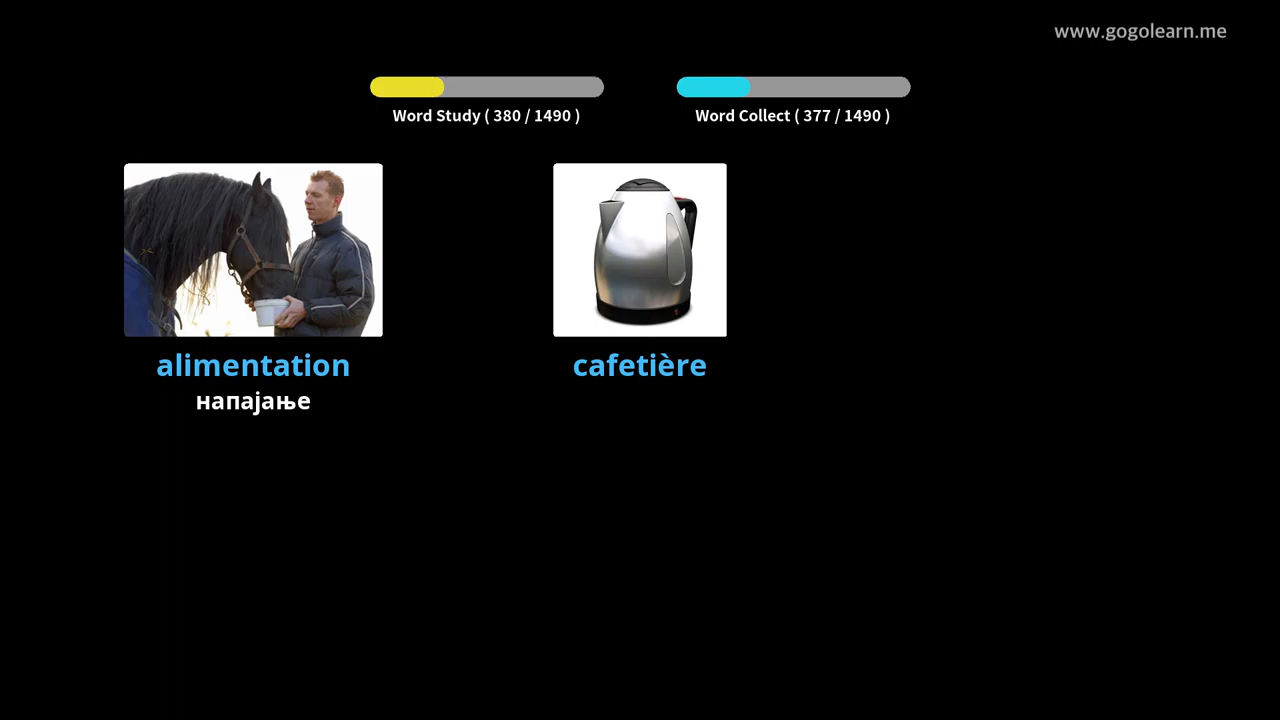 www.gogolearn.me
Word Study ( 380 / 1490 )
Word Collect ( 377 / 1490 )
alimentation
напајање
cafetière